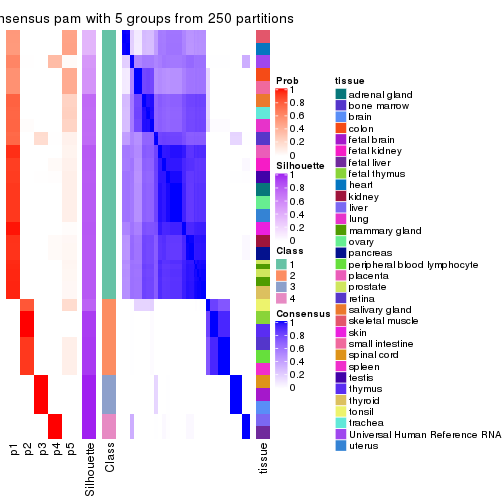 nsensus pam with 5 groups from 250 partitions
Prob
1
0.8
0.6
0.4
0.2
0
Silhouette
1
0.8
0.6
0.4
0.2
0
Class
1
2
3
4
Consensus
1
0.8
0.6
0.4
0.2
0
tissue
adrenal gland
bone marrow
brain
colon
fetal brain
fetal kidney
fetal liver
fetal thymus
heart
kidney
liver
lung
mammary gland
ovary
pancreas
peripheral blood lymphocyte
placenta
prostate
retina
salivary gland
skeletal muscle
skin
small intestine
spinal cord
spleen
testis
thymus
thyroid
tonsil
trachea
Universal Human Reference RNA
uterus
p1
p2
p3
p4
p5
Silhouette
Class
tissue